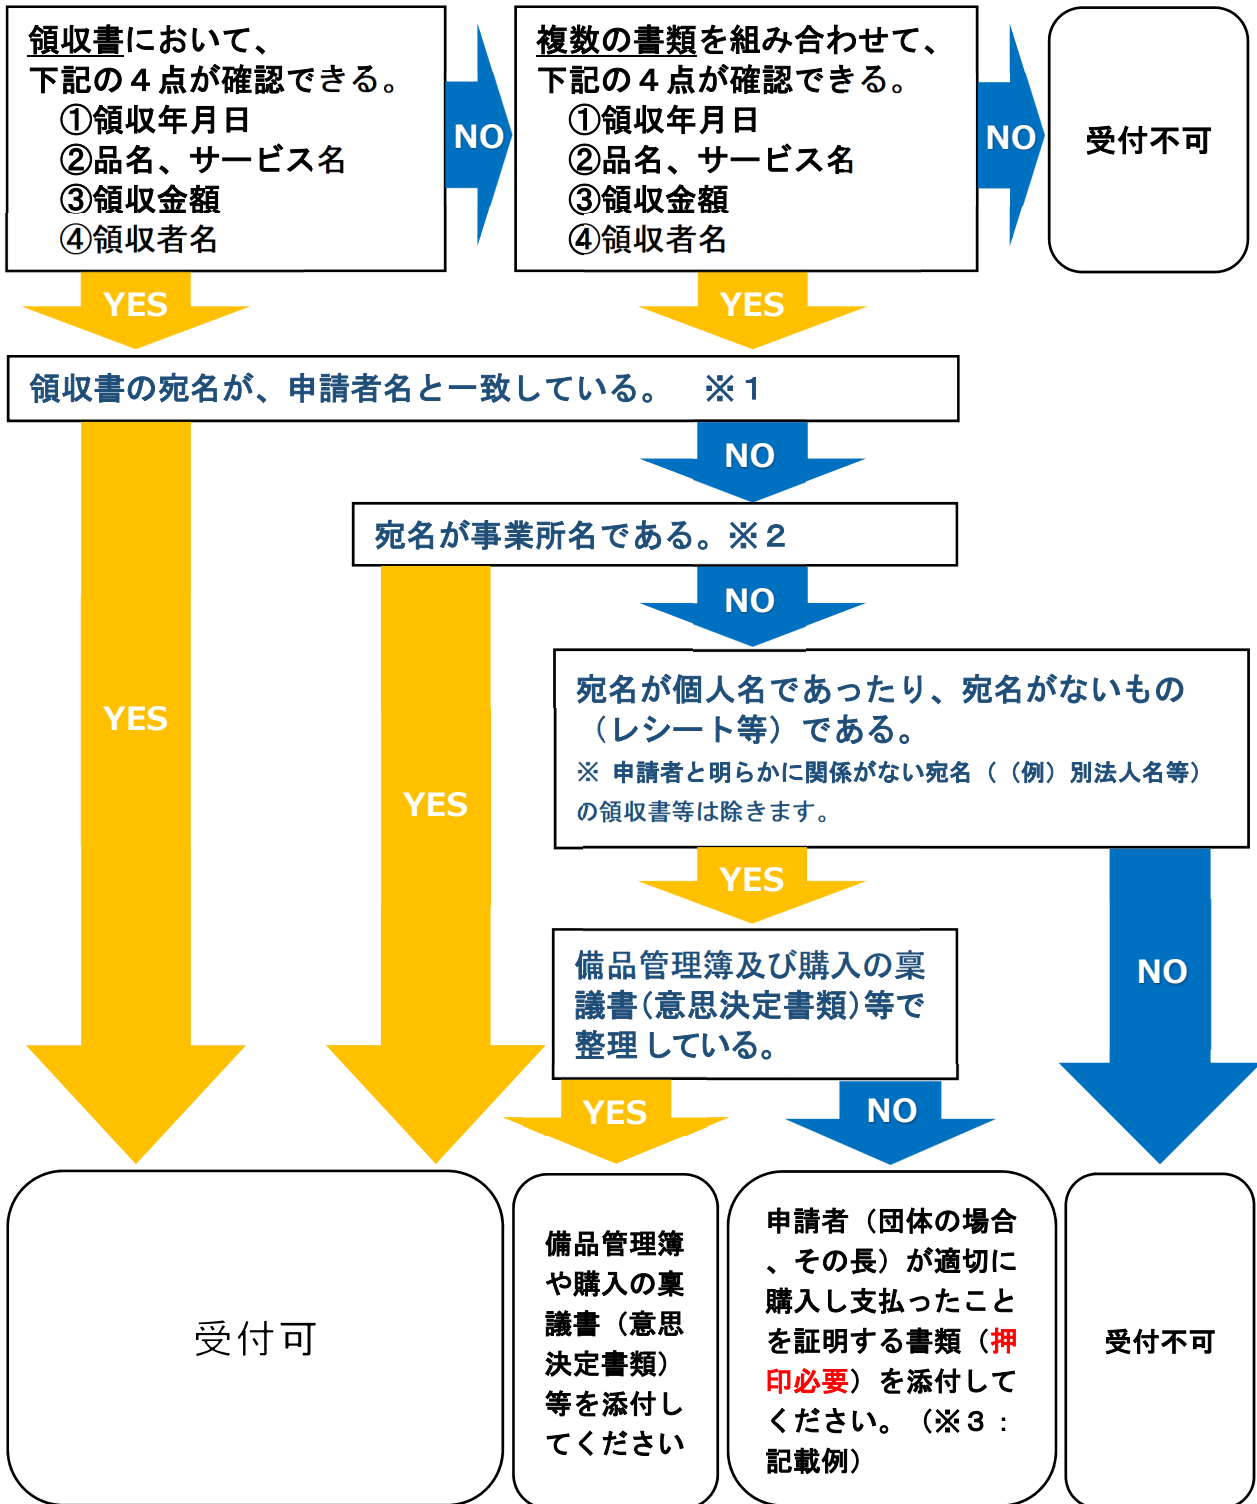 領収書において、
下記の４点が確認できる。
①領収年月日
②品名、サービス名
③領収金額
④領収者名
NO
複数の書類を組み合わせて、
下記の４点が確認できる。
①領収年月日
②品名、サービス名
③領収金額
④領収者名
NO
受付不可
YES
YES
領収書の宛名が、申請者名と一致している。　※１
NO
宛名が事業所名である。※２
NO
宛名が個人名であったり、宛名がないもの
（レシート等）である。
※ 申請者と明らかに関係がない宛名（（例）別法人名等）
の領収書等は除きます。
YES
YES
YES
備品管理簿及び購入の稟
議書（意思決定書類）等で
整理している。
NO
YES
NO
受付可
備品管理簿
や購入の稟
議書（意思
決定書類）
等を添付し
てください
申請者（団体の場合
、その長）が適切に
購入し支払ったこと
を証明する書類（押
印必要）を添付して
ください。（※３：
記載例）
受付不可